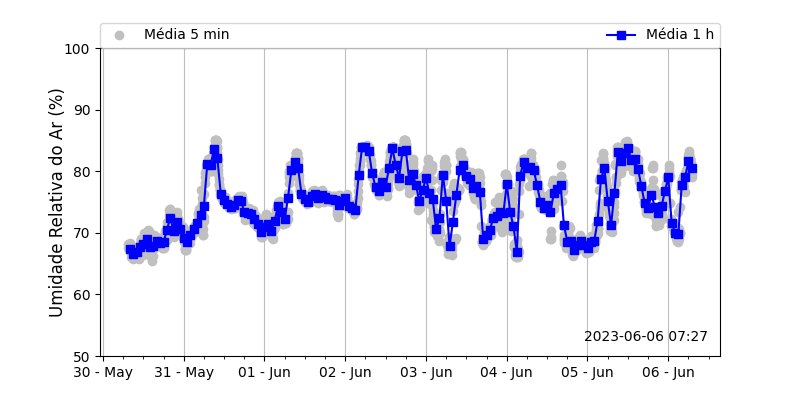 Média 5 min
Média 1 h
100
90
80
70
60
50
Umidade Relativa do Ar (%)
2023-06-06 07:27
30 - May
31 - May
01 - Jun
02 - Jun
03 - Jun
04 - Jun
05 - Jun
06 - Jun